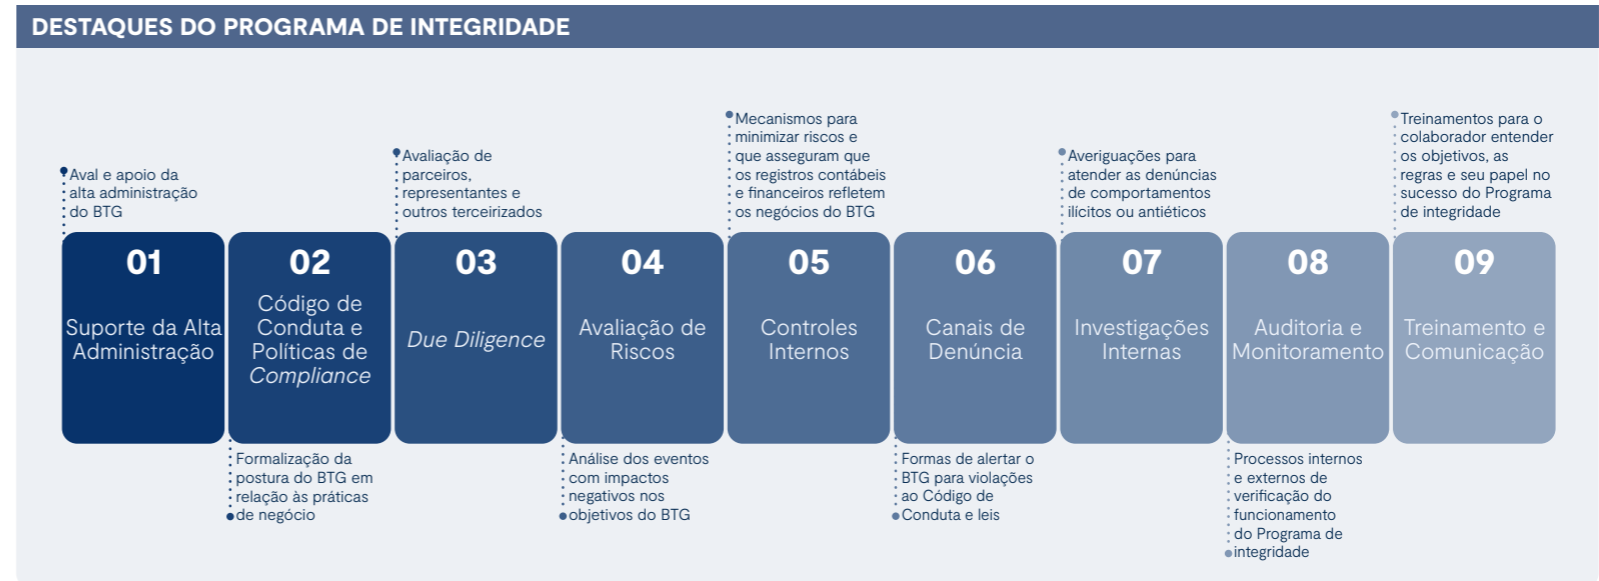 DESTAQUES DO PROGRAMA DE INTEGRIDADE
Aval e apoio da
alta administração
do BTG
01
Suporte da Alta
Administração
02
Código de
Conduta e
Políticas de
Compliance
Formalização da
postura do BTG em
relação às práticas
de negócio
Avaliação de
parceiros,
representantes e
outros terceirizados
03
Due Diligence
04
Avaliação de
Riscos
Análise dos eventos
com impactos
negativos nos
objetivos do BTG
Mecanismos para
minimizar riscos e
que asseguram que
os registros contábeis
e financeiros refletem
os negócios do BTG
05
Controles
Internos
06
Canais de
Denúncia
Formas de alertar o
BTG para violações
ao Código de
Conduta e leis
Averiguações para
atender as denúncias
de comportamentos
ilícitos ou antiéticos
07
Investigações
Internas
08
Auditoria e
Monitoramento
Processos internos
e externos de
verificação do
funcionamento
do Programa de
integridade
Treinamentos para o
colaborador entender
os objetivos, as
regras e seu papel no
sucesso do Programa
de integridade
09
Treinamento e
Comunicação